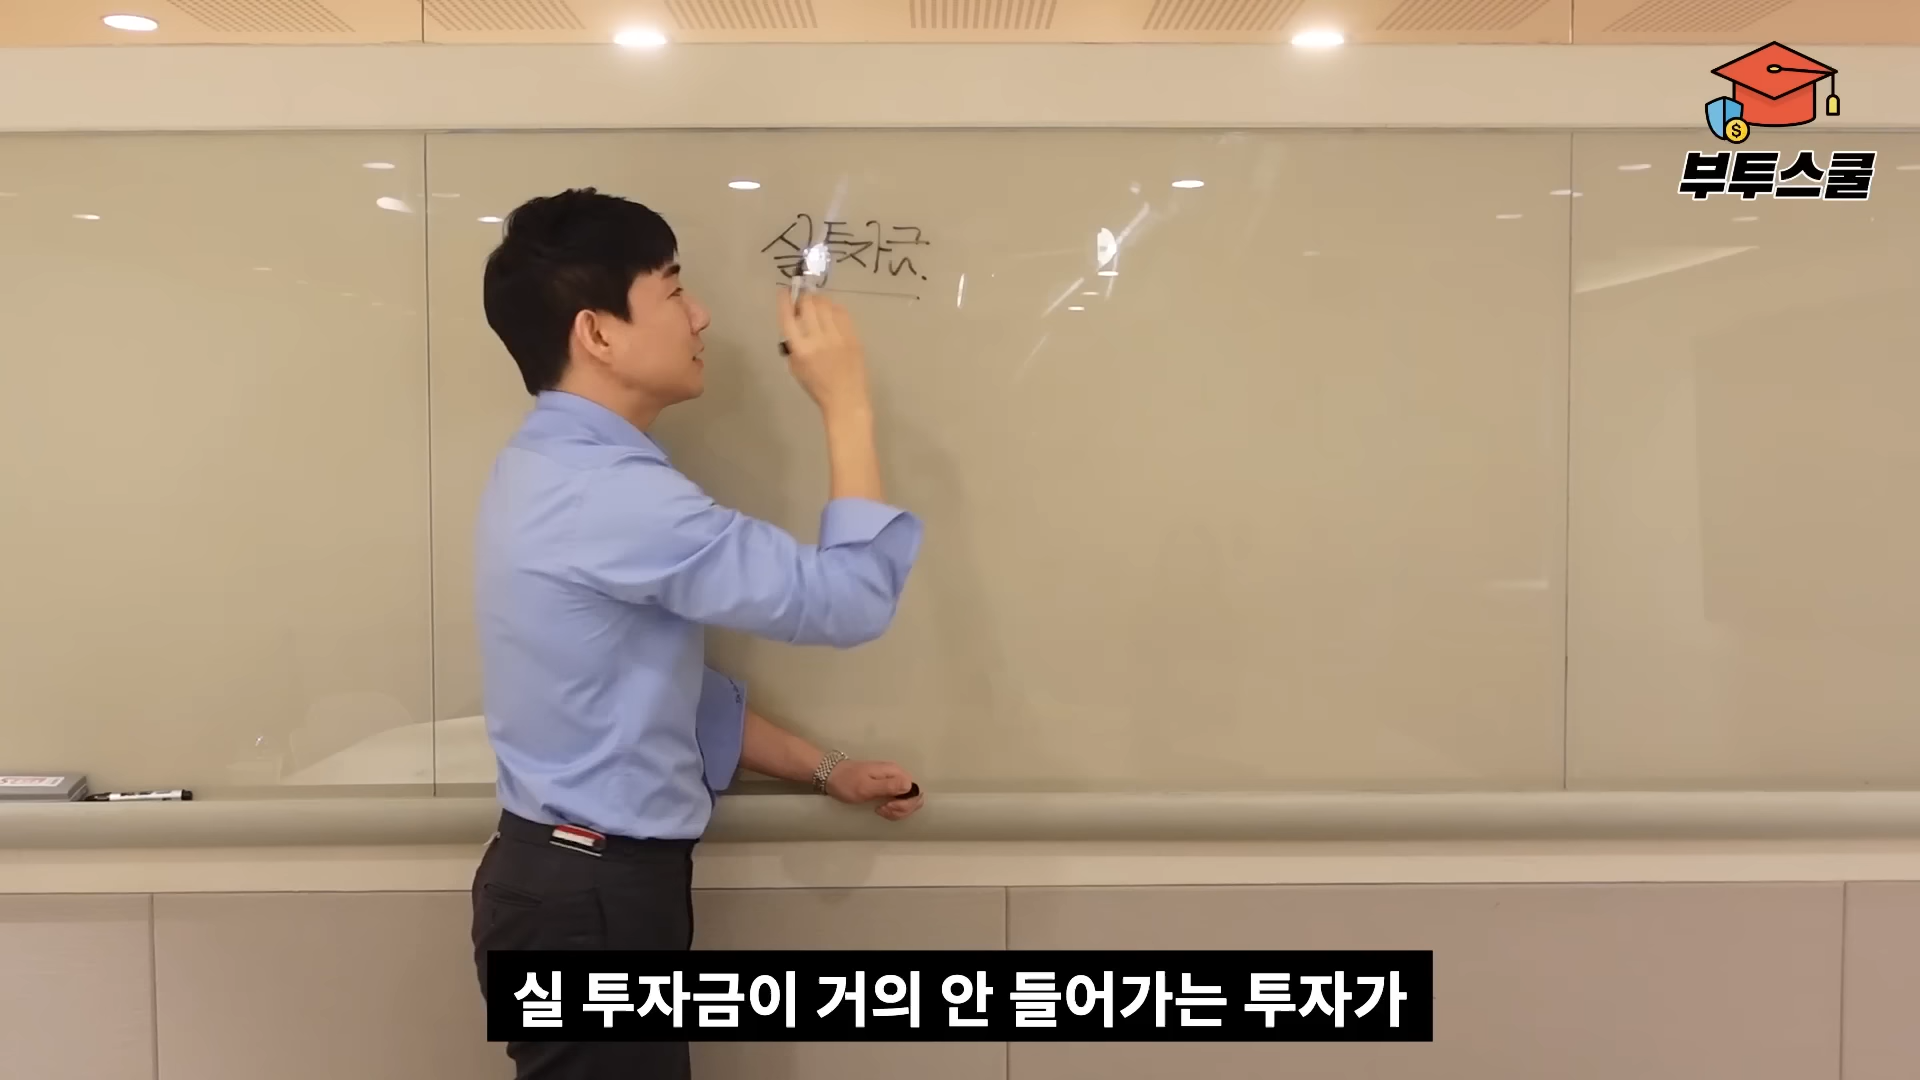 부투스쿨
실투자금.
실 투자금이 거의 안 들어가는 투자가